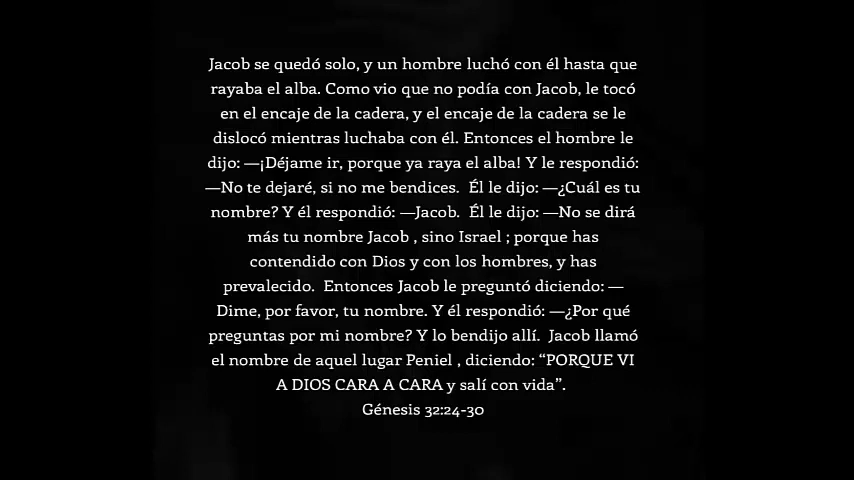 Jacob se quedó solo, y un hombre luchó con él hasta que
rayaba el alba. Como vio que no podía con Jacob, le tocó
en el encaje de la cadera, y el encaje de la cadera se le
dislocó mientras luchaba con él. Entonces el hombre le
dijo: —¡Déjame ir, porque ya raya el alba! Y le respondió:
—No te dejaré, si no me bendices.  Él le dijo: —¿Cuál es tu
nombre? Y él respondió: —Jacob.  Él le dijo: —No se dirá
más tu nombre Jacob , sino Israel ; porque has
contendido con Dios y con los hombres, y has
prevalecido.  Entonces Jacob le preguntó diciendo: —
Dime, por favor, tu nombre. Y él respondió: —¿Por qué
preguntas por mi nombre? Y lo bendijo allí.  Jacob llamó
el nombre de aquel lugar Peniel , diciendo: “PORQUE VI
A DIOS CARA A CARA y salí con vida”.
Génesis 32:24-30